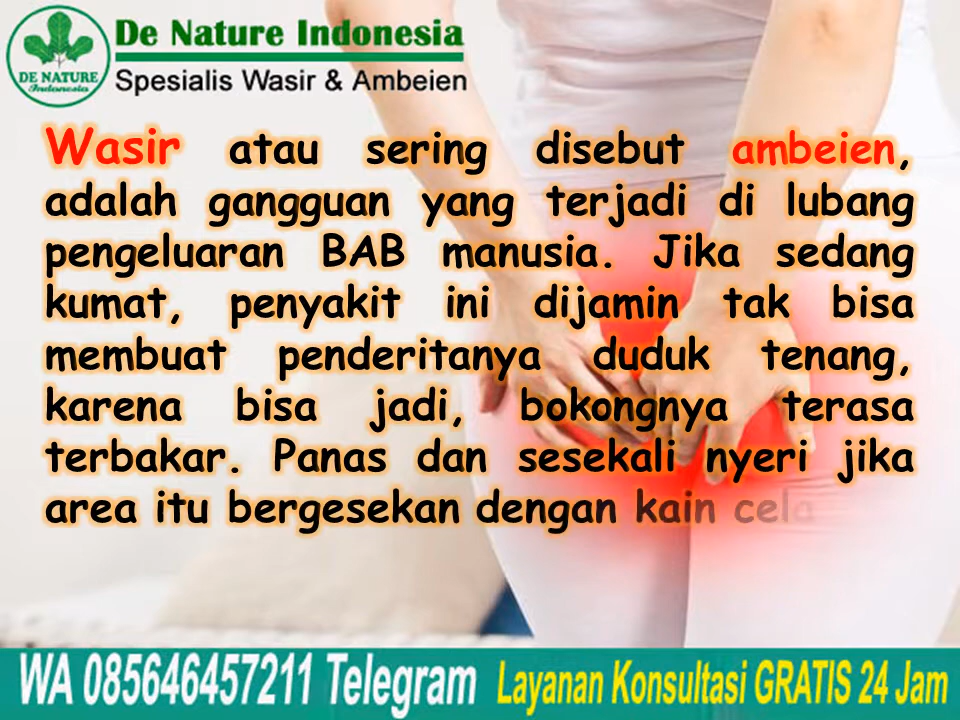 DE NATURE
Indonesia
De Nature Indonesia
Spesialis Wasir & Ambeien
Wasir atau sering disebut ambeien,
adalah gangguan yang terjadi di lubang
pengeluaran BAB manusia. Jika sedang
kumat, penyakit ini dijamin tak bisa
membuat penderitanya duduk tenang,
karena bisa jadi, bokongnya terasa
terbakar. Panas dan sesekali nyeri jika
area itu bergesekan dengan kain cela
WA 085646457211 Telegram Layanan Konsultasi GRATIS 24 Jam